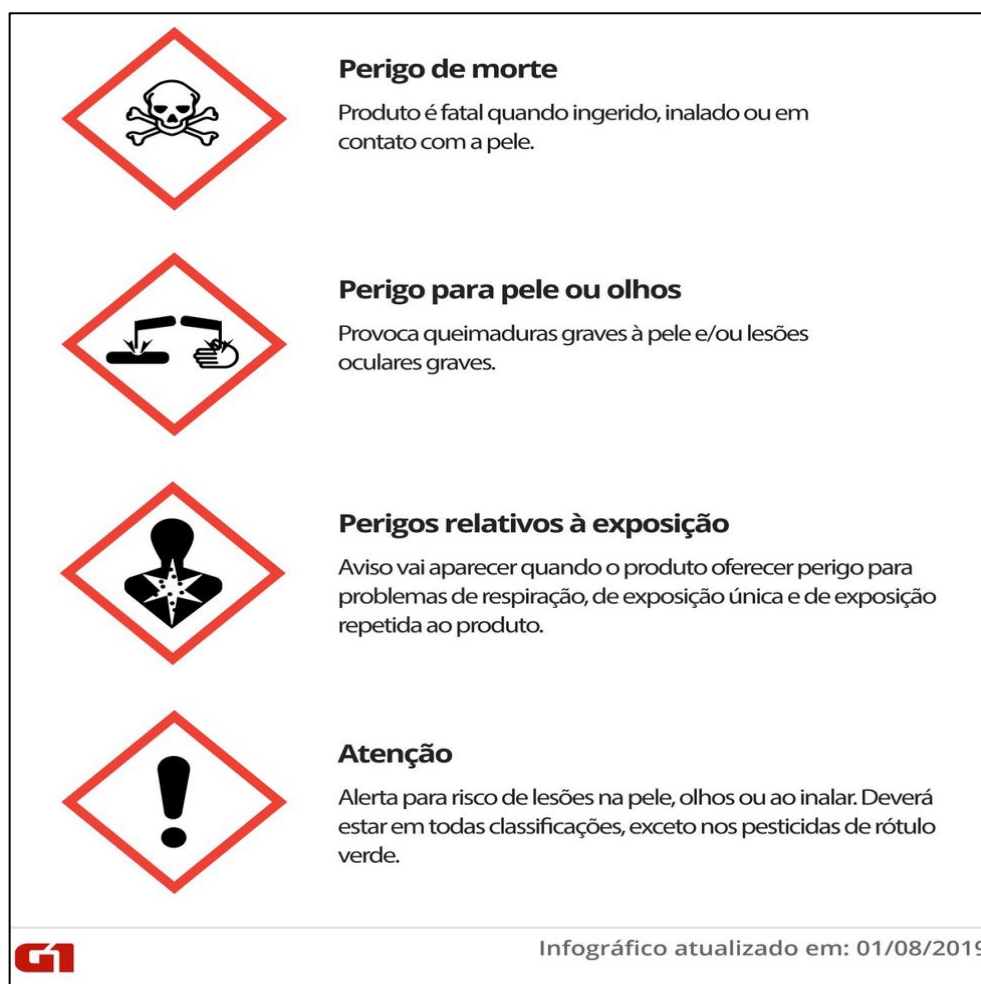 Perigo de morte
Produto é fatal quando ingerido, inalado ou em
contato com a pele.
Perigo para pele ou olhos
Provoca queimaduras graves à pele e/ou lesões
oculares graves.
Perigos relativos à exposição
Aviso vai aparecer quando o produto oferecer perigo para
problemas de respiração, de exposição única e de exposição
repetida ao produto.
Atenção
Alerta para risco de lesões na pele, olhos ou ao inalar. Deverá
estar em todas classificações, exceto nos pesticidas de rótulo
verde.
G1
Infográfico atualizado em: 01/08/2019